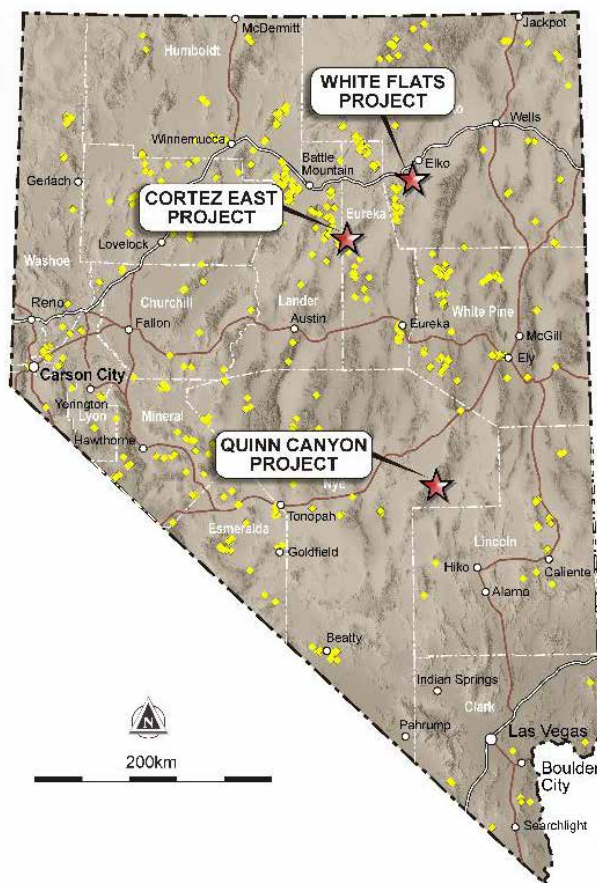 McDermitt
Jackpot
Humboldt
WHITE FLATS
PROJECT
Wells
Winnemucca
Battle
Mountain
Elko
Gerlach
CORTEZ EAST
PROJECT
Eureka
Lovelock
Washoe
Reno
Churchill
Lander
White Pine
Fallon
Austin
Eureka
McGill
Ely
Carson City
Yerington
Lyon
Mineral
Hawthorne
QUINN CANYON
PROJECT
Nye
Tonopah
Esmeralda
Goldfield
Lincoln
Hiko
Caliente
Alamo
Beatty
Indian Springs
Clark
Pahrump
Las Vegas
Boulder
City
Searchlight
N
200km